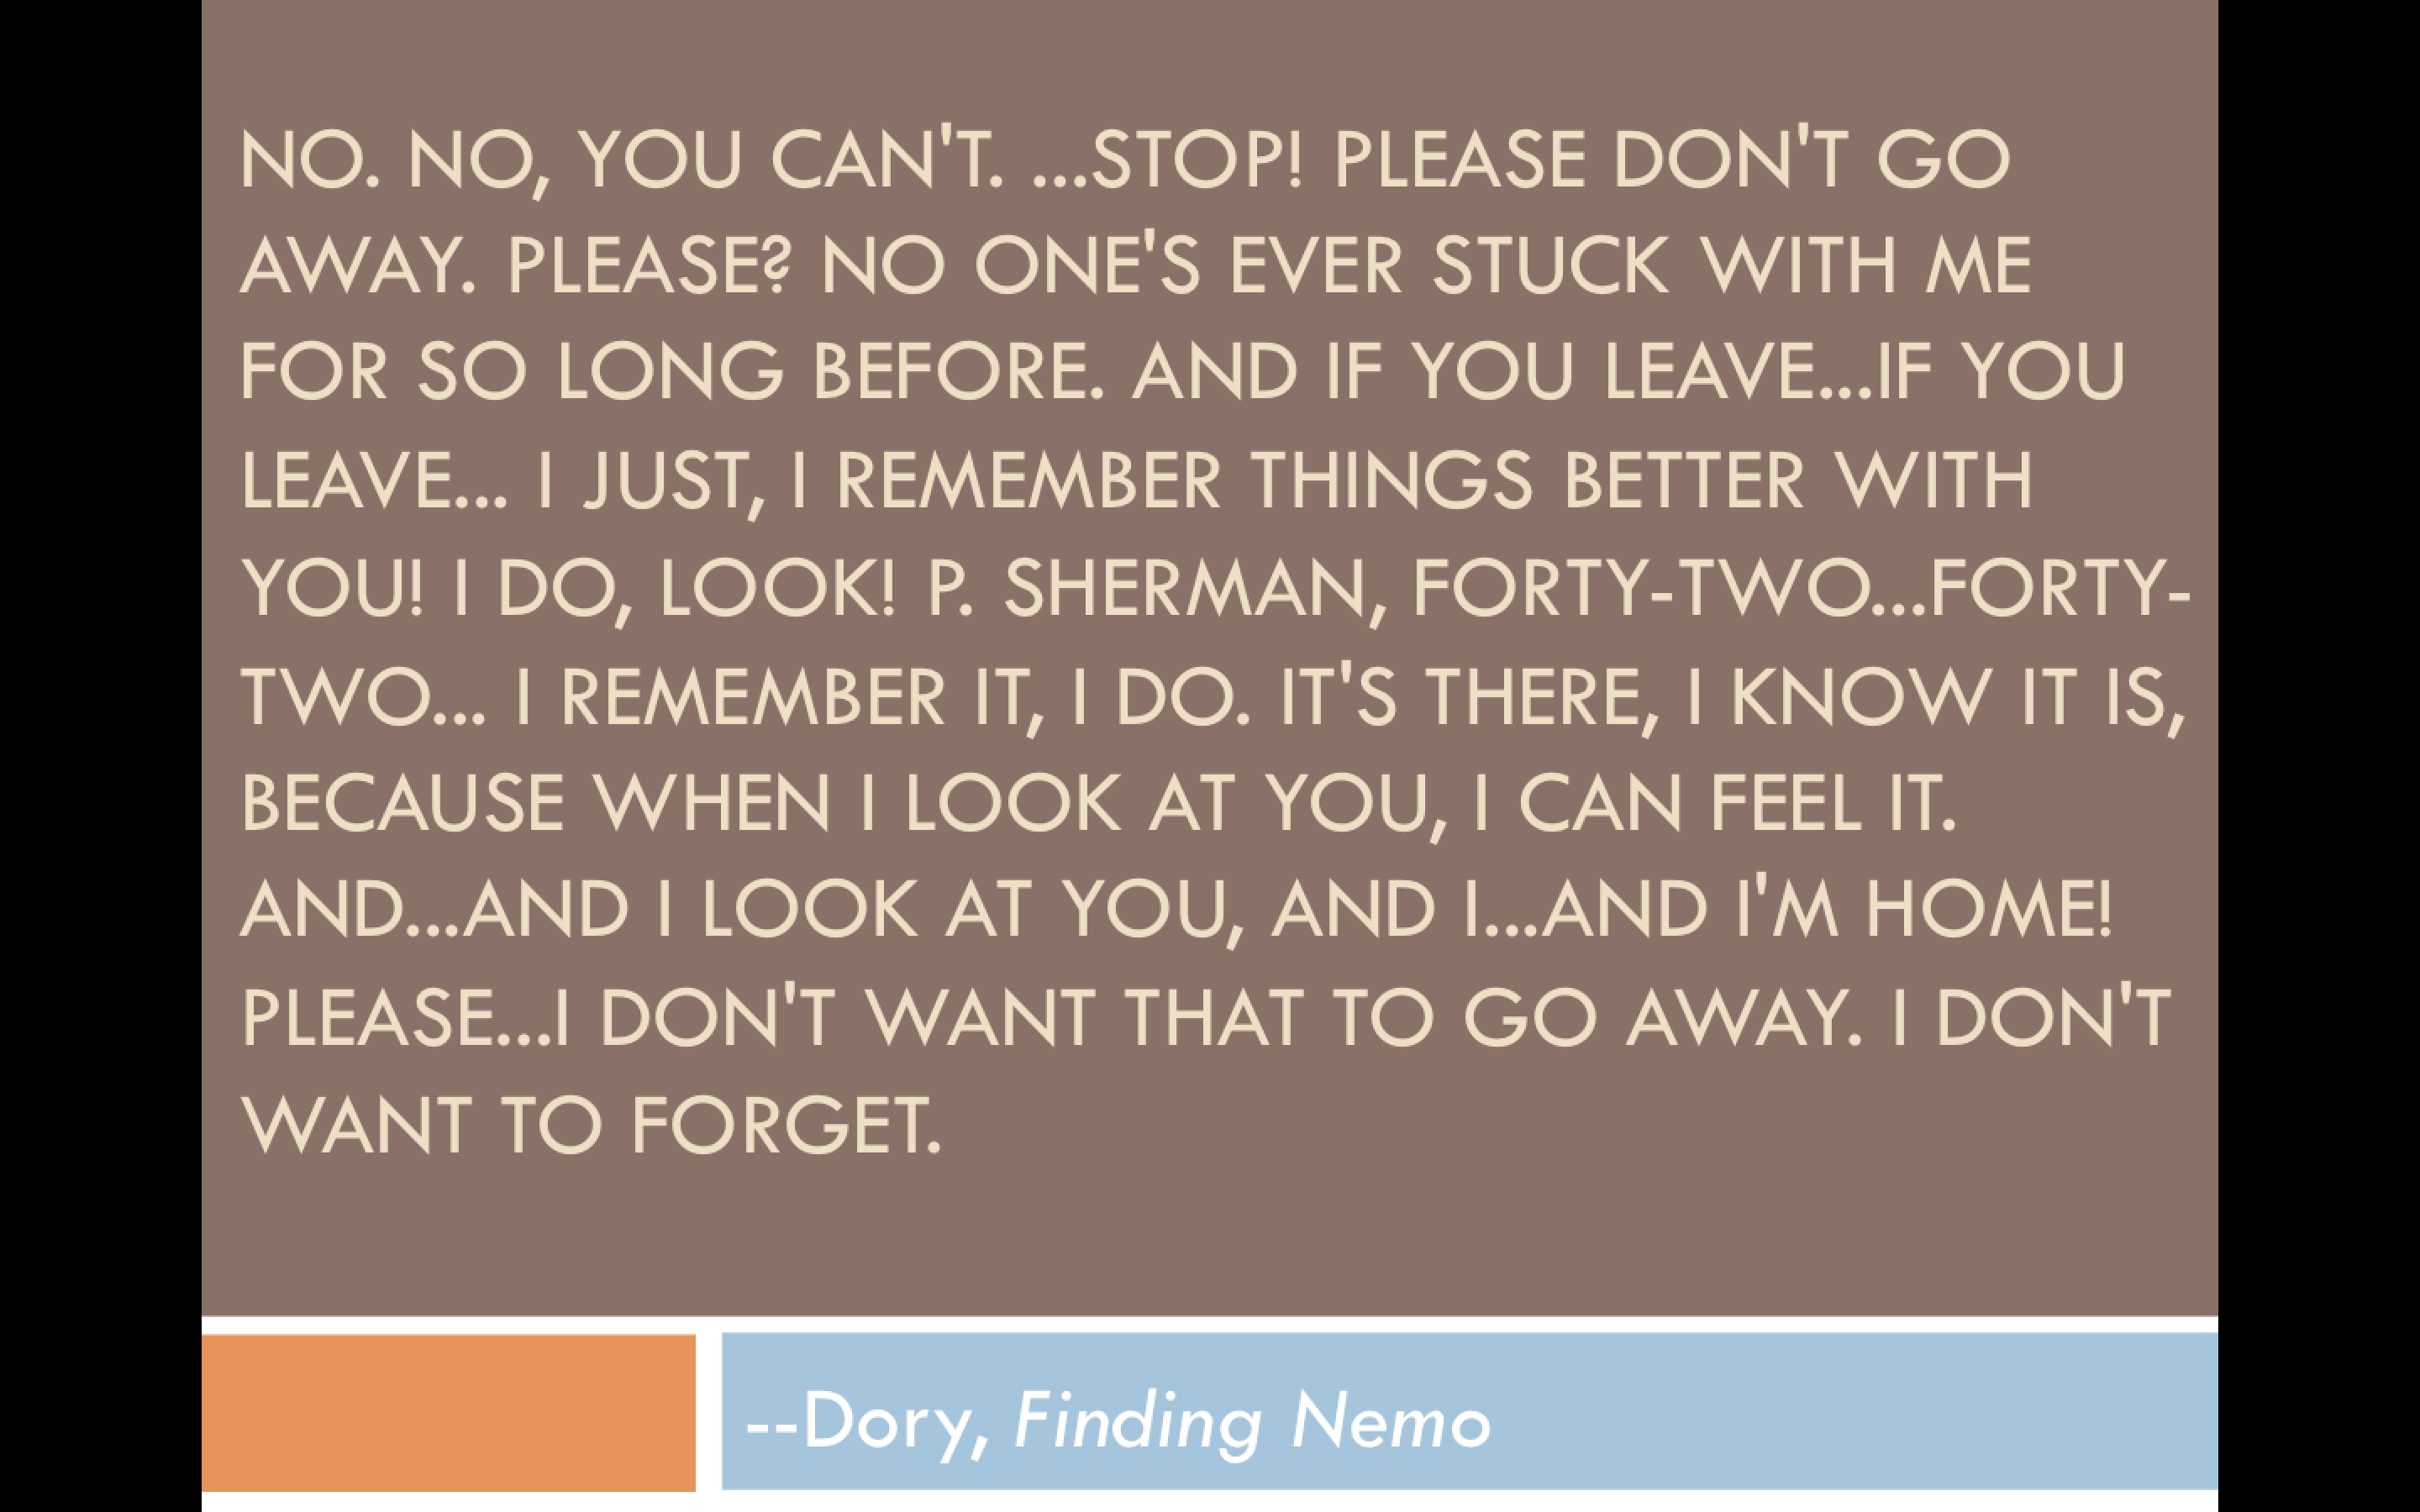 NO. NO, YOU CAN'T. ...STOP! PLEASE DON'T GO
AWAY. PLEASE? NO ONE'S EVER STUCK WITH ME
FOR SO LONG BEFORE. AND IF YOU LEAVE...IF YOU
LEAVE... I JUST, I REMEMBER THINGS BETTER WITH
YOU! I DO, LOOK! P. SHERMAN, FORTY-TWO...FORTY-
TWO... I REMEMBER IT, I DO. IT'S THERE, I KNOW IT IS,
BECAUSE WHEN I LOOK AT YOU, I CAN FEEL IT.
AND...AND I LOOK AT YOU, AND I...AND I'M HOME!
PLEASE...I DON'T WANT THAT TO GO AWAY. I DON'T
WANT TO FORGET.
--Dory, Finding Nemo